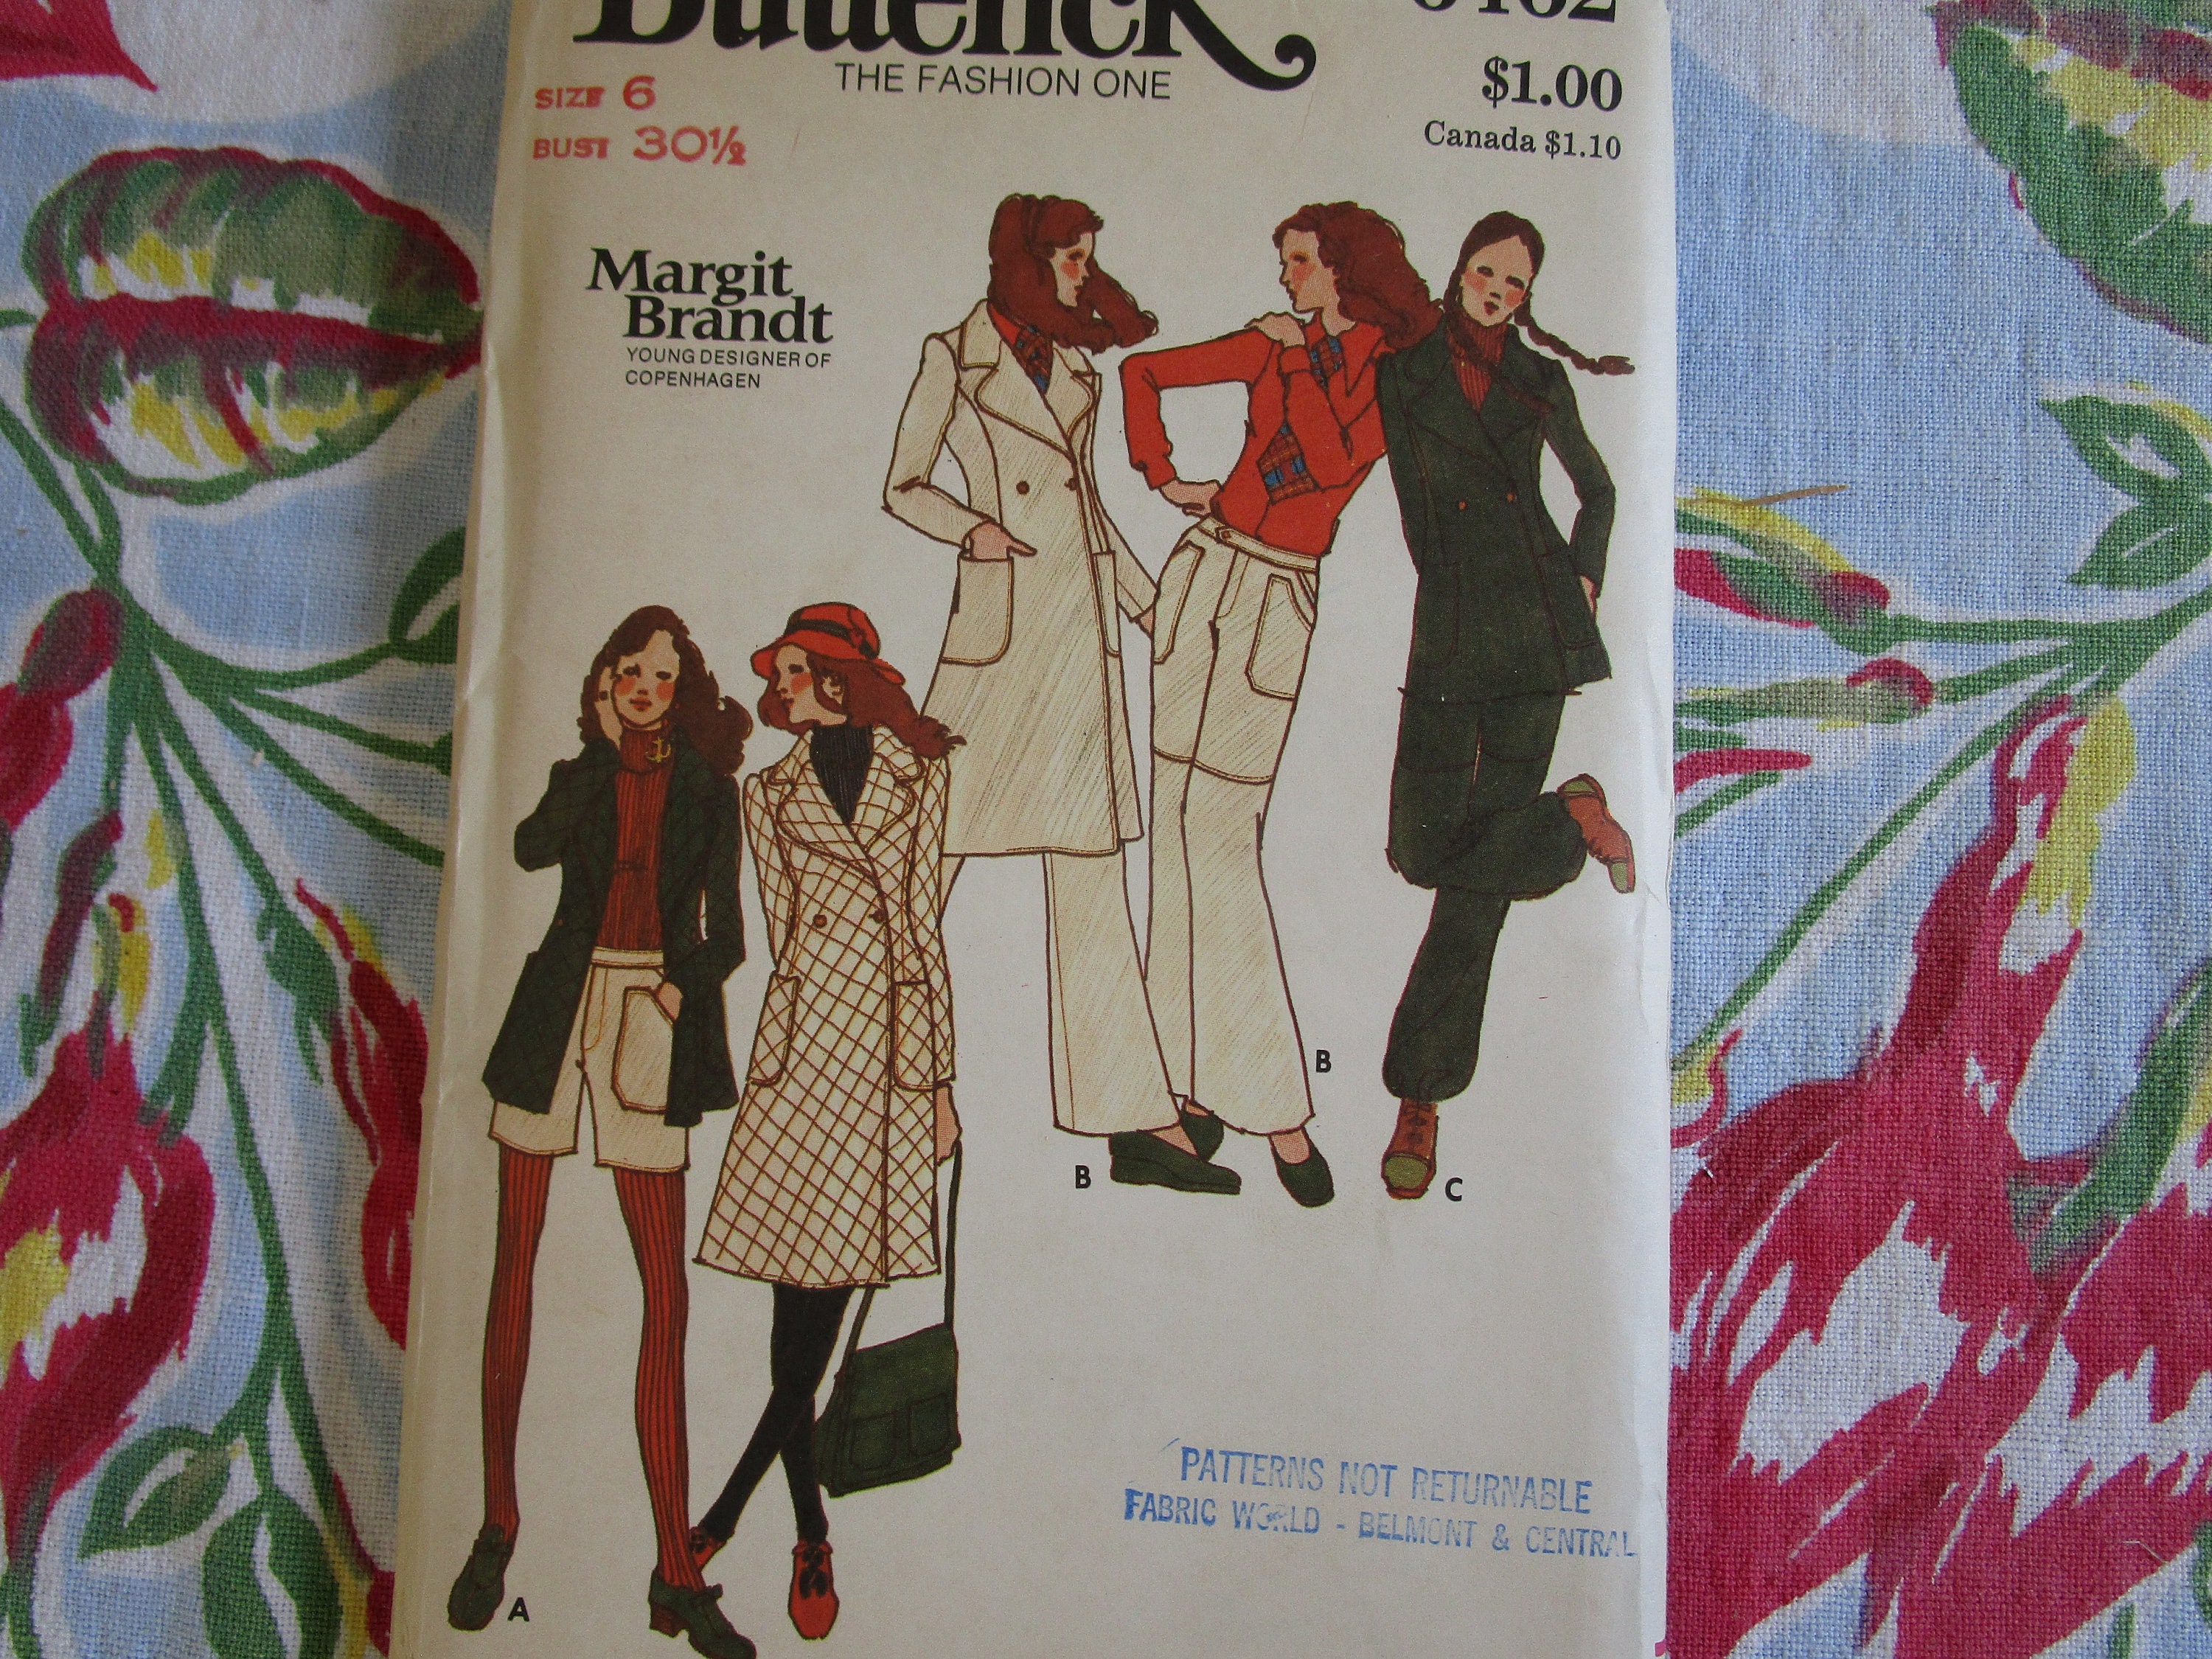 Butterick
THE FASHION ONE
$1.00
Canada $1.10
SIZE 6
BUST 30½
Margit
Brandt
YOUNG DESIGNER OF
COPENHAGEN
B
B
C
A
PATTERNS NOT RETURNABLE
FABRIC WORLD - BELMONT & CENTRAL